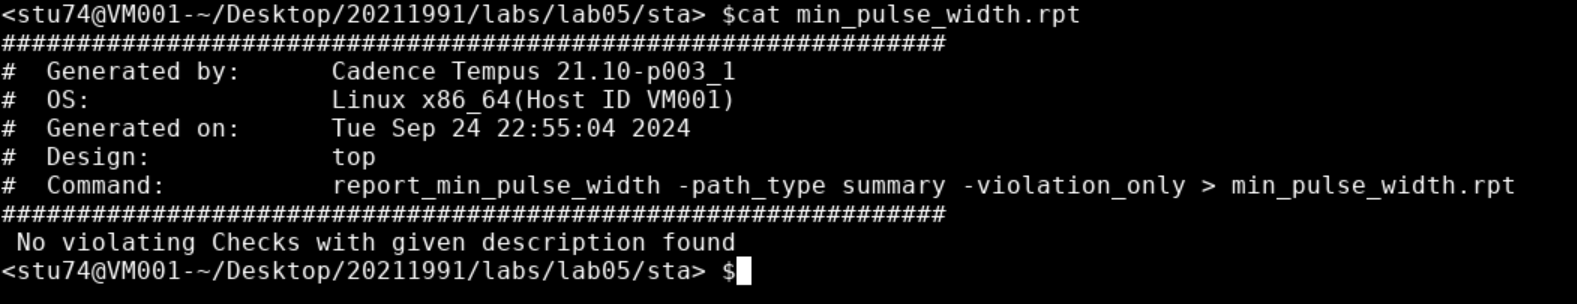 <stu74@VM001-~/Desktop/20211991/labs/lab05/sta> $cat min_pulse_width.rpt
###############################################################
#  Generated by:      Cadence Tempus 21.10-p003_1
#  OS:                Linux x86_64(Host ID VM001)
#  Generated on:      Tue Sep 24 22:55:04 2024
#  Design:            top
#  Command:           report_min_pulse_width -path_type summary -violation_only > min_pulse_width.rpt
###############################################################
 No violating Checks with given description found
<stu74@VM001-~/Desktop/20211991/labs/lab05/sta> $